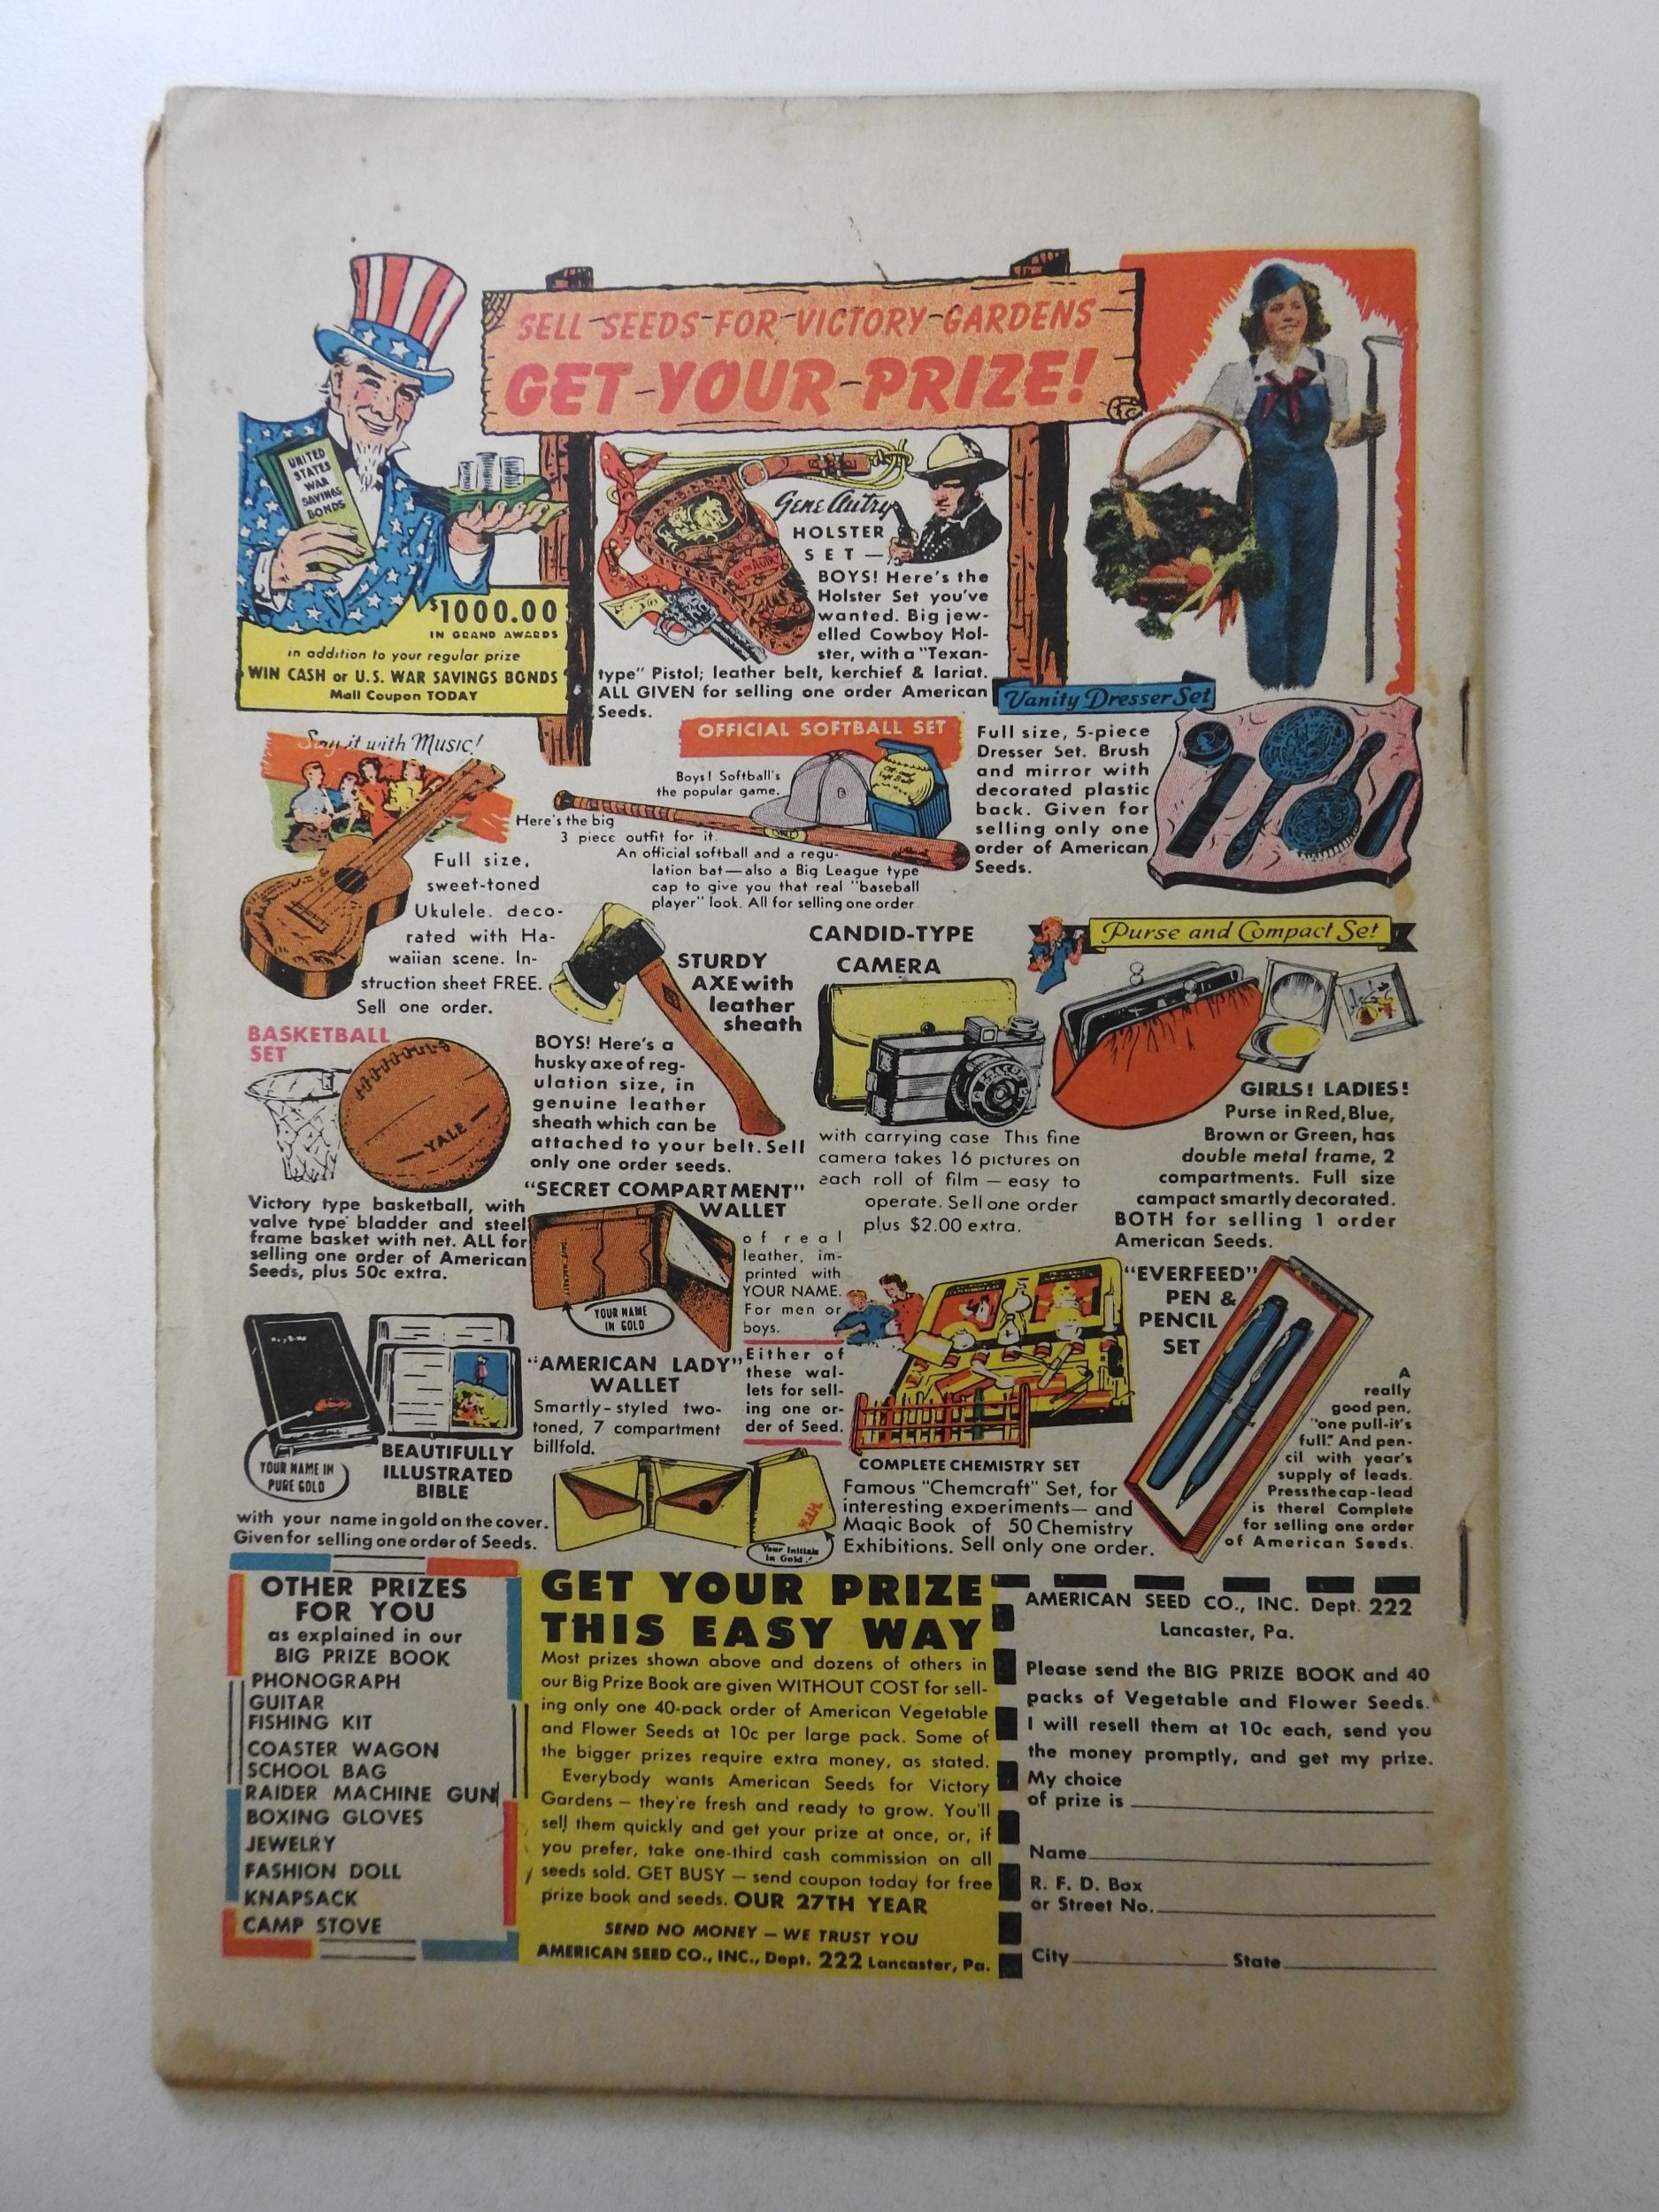 SELL SEEDS FOR VICTORY GARDENS
GET YOUR PRIZE!
UNITED
STATES
WAR
SAVINGS
BONDS
$1000.00
IN GRAND AWARDS
in addition to your regular prize
WIN CASH or U.S. WAR SAVINGS BONDS
Mail Coupon TODAY
Gene Autry
HOLSTER
SET—
BOYS! Here's the
Holster Set you've
wanted. Big jew-
elled Cowboy Hol-
ster, with a "Texan-
type" Pistol; leather belt, kerchief & lariat.
ALL GIVEN for selling one order American
Seeds.
Vanity Dresser Set
Full size, 5-piece
Dresser Set. Brush
and mirror with
decorated plastic
back. Given for
selling only one
order of American
Seeds.
Say it with Music!
Full size,
sweet-toned
Ukulele. deco-
rated with Ha-
waiian scene. In-
struction sheet FREE.
Sell one order.
OFFICIAL SOFTBALL SET
Boys! Softball's
the popular game.
Here's the big
3 piece outfit for it.
An official softball and a regu-
lation bat—also a Big League type
cap to give you that real "baseball
player" look. All for selling one order
STURDY
AXE with
leather
sheath
BOYS! Here's a
husky axe of reg-
ulation size, in
genuine leather
sheath which can be
attached to your belt. Sell
only one order seeds.
CANDID-TYPE
CAMERA
with carrying case This fine
camera takes 16 pictures on
each roll of film — easy to
operate. Sell one order
plus $2.00 extra.
Purse and Compact Set
GIRLS! LADIES!
Purse in Red, Blue,
Brown or Green, has
double metal frame, 2
compartments. Full size
campact smartly decorated.
BOTH for selling 1 order
American Seeds.
BASKETBALL
SET
YALE
Victory type basketball, with
valve type bladder and steel
frame basket with net. ALL for
selling one order of American
Seeds, plus 50c extra.
"SECRET COMPARTMENT"
WALLET
YOUR NAME
IN GOLD
of real
leather, im-
printed with
YOUR NAME.
For men or
boys.
Either of
these wal-
lets for sell-
ing one or-
der of Seed.
"AMERICAN LADY"
WALLET
Smartly-styled two-
toned, 7 compartment
billfold.
Your Initials
in Gold!
YOUR NAME IN
PURE GOLD
BEAUTIFULLY
ILLUSTRATED
BIBLE
with your name in gold on the cover.
Given for selling one order of Seeds.
COMPLETE CHEMISTRY SET
Famous "Chemcraft" Set, for
interesting experiments — and
Magic Book of 50 Chemistry
Exhibitions. Sell only one order.
"EVERFEED"
PEN &
PENCIL
SET
A
really
good pen,
"one pull-it's
full." And pen-
cil with year's
supply of leads.
Press the cap-lead
is there! Complete
for selling one order
of American Seeds.
OTHER PRIZES
FOR YOU
as explained in our
BIG PRIZE BOOK
PHONOGRAPH
GUITAR
FISHING KIT
COASTER WAGON
SCHOOL BAG
RAIDER MACHINE GUN
BOXING GLOVES
JEWELRY
FASHION DOLL
KNAPSACK
CAMP STOVE
GET YOUR PRIZE
THIS EASY WAY
Most prizes shown above and dozens of others in
our Big Prize Book are given WITHOUT COST for sell-
ing only one 40-pack order of American Vegetable
and Flower Seeds at 10c per large pack. Some of
the bigger prizes require extra money, as stated.
Everybody wants American Seeds for Victory
Gardens — they're fresh and ready to grow. You'll
sell them quickly and get your prize at once, or, if
you prefer, take one-third cash commission on all
seeds sold. GET BUSY — send coupon today for free
prize book and seeds. OUR 27TH YEAR
SEND NO MONEY — WE TRUST YOU
AMERICAN SEED CO., INC., Dept. 222 Lancaster, Pa.
AMERICAN SEED CO., INC. Dept. 222
Lancaster, Pa.
Please send the BIG PRIZE BOOK and 40
packs of Vegetable and Flower Seeds.
I will resell them at 10c each, send you
the money promptly, and get my prize.
My choice
of prize is
Name
R. F. D. Box
or Street No.
City State